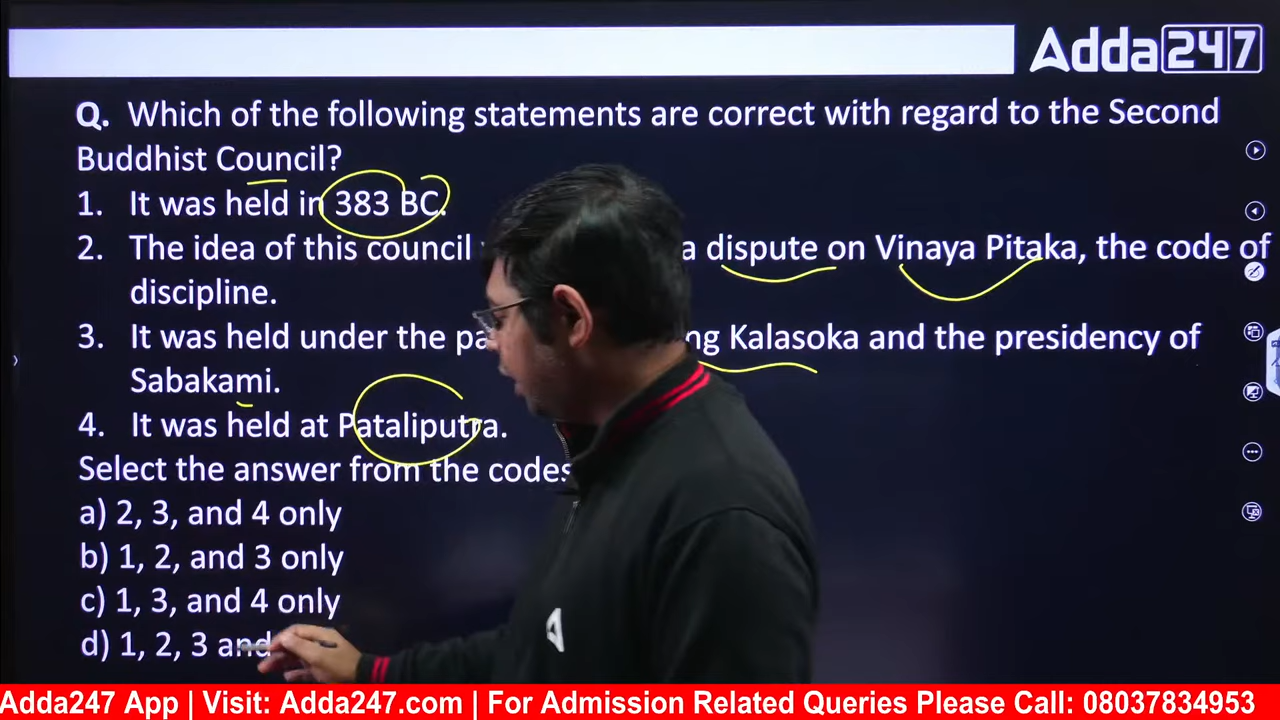 Adda247
Q. Which of the following statements are correct with regard to the Second
Buddhist Council?
1. It was held in 383 BC.
2. The idea of this council a dispute on Vinaya Pitaka, the code of
discipline.
3. It was held under the Kalasoka and the presidency of
Sabakami.
4. It was held at Pataliputra.
Select the answer from the codes
a) 2, 3, and 4 only
b) 1, 2, and 3 only
c) 1, 3, and 4 only
d) 1, 2, 3 and
Adda247 App | Visit: Adda247.com | For Admission Related Queries Please Call: 08037834953